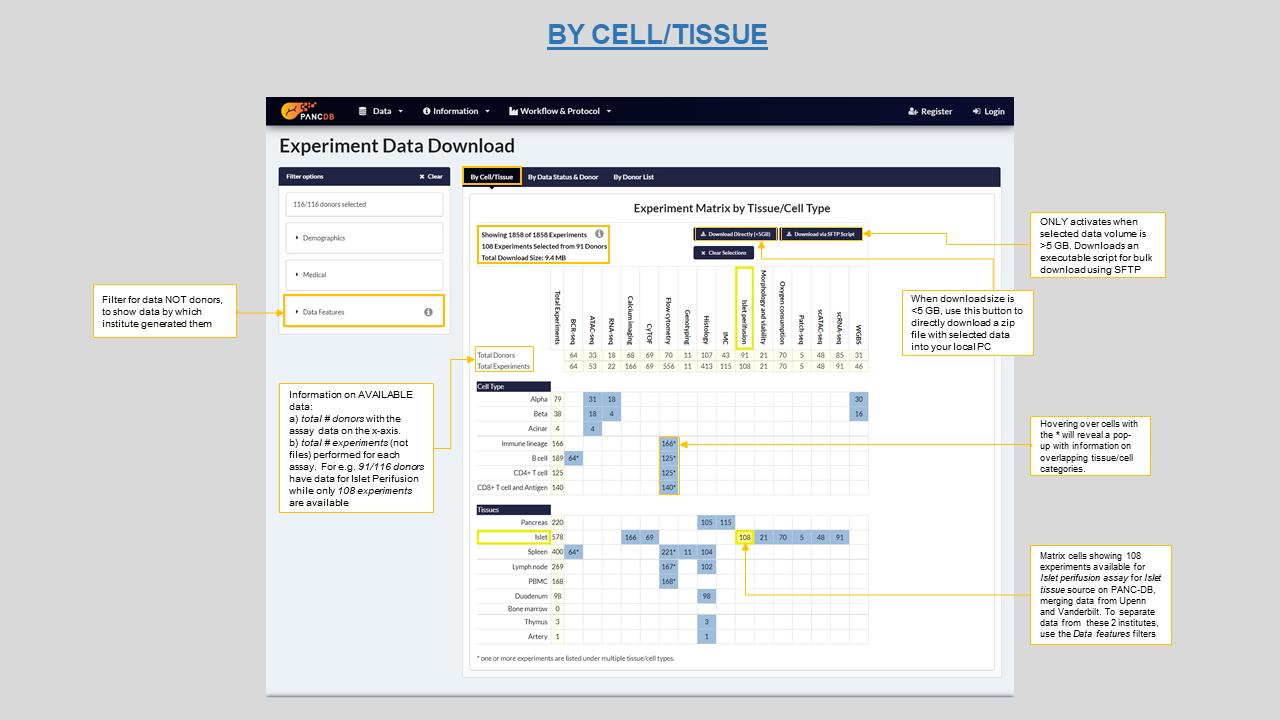 BY CELL/TISSUE
PANCDB
Data
Information
Workflow & Protocol
Register
Login
Experiment Data Download
Filter options
Clear
116/116 donors selected
Demographics
Medical
Data Features
By Cell/Tissue
By Data Status & Donor
By Donor List
Experiment Matrix by Tissue/Cell Type
Showing 1858 of 1858 Experiments
108 Experiments Selected from 91 Donors
Total Download Size: 9.4 MB
Download Directly (<5GB)
Download via SFTP Script
Clear Selections
Total Experiments
BCR-seq
ATAC-seq
RNA-seq
Calcium imaging
CyTOF
Flow cytometry
Genotyping
Histology
IMC
Islet perifusion
Morphology and viability
Oxygen consumption
Patch-seq
scATAC-seq
scRNA-seq
WGBS
Total Donors 64 33 18 68 69 70 11 107 43 91 21 70 5 48 85 31
Total Experiments 64 53 22 166 69 556 11 413 115 108 21 70 5 48 91 46
Cell Type
Alpha 79 31 18 30
Beta 38 18 4 16
Acinar 4 4
Immune lineage 166 166*
B cell 189 64* 125*
CD4+ T cell 125 125*
CD8+ T cell and Antigen 140 140*
Tissues
Pancreas 220 105 115
Islet 578 166 69 108 21 70 5 48 91
Spleen 400 64* 221* 11 104
Lymph node 269 167* 102
PBMC 168 168*
Duodenum 98 98
Bone marrow 0
Thymus 3 3
Artery 1 1
* one or more experiments are listed under multiple tissue/cell types.
Filter for data NOT donors,
to show data by which
institute generated them
Information on AVAILABLE
data:
a) total # donors with the
assay data on the x-axis.
b) total # experiments (not
files) performed for each
assay. For e.g. 91/116 donors
have data for Islet Perifusion
while only 108 experiments
are available
ONLY activates when
selected data volume is
>5 GB. Downloads an
executable script for bulk
download using SFTP
When download size is
<5 GB, use this button to
directly download a zip
file with selected data
into your local PC
Hovering over cells with
the * will reveal a pop-
up with information on
overlapping tissue/cell
categories.
Matrix cells showing 108
experiments available for
Islet perifusion assay for Islet
tissue source on PANC-DB,
merging data from Upenn
and Vanderbilt. To separate
data from these 2 institutes,
use the Data features filters